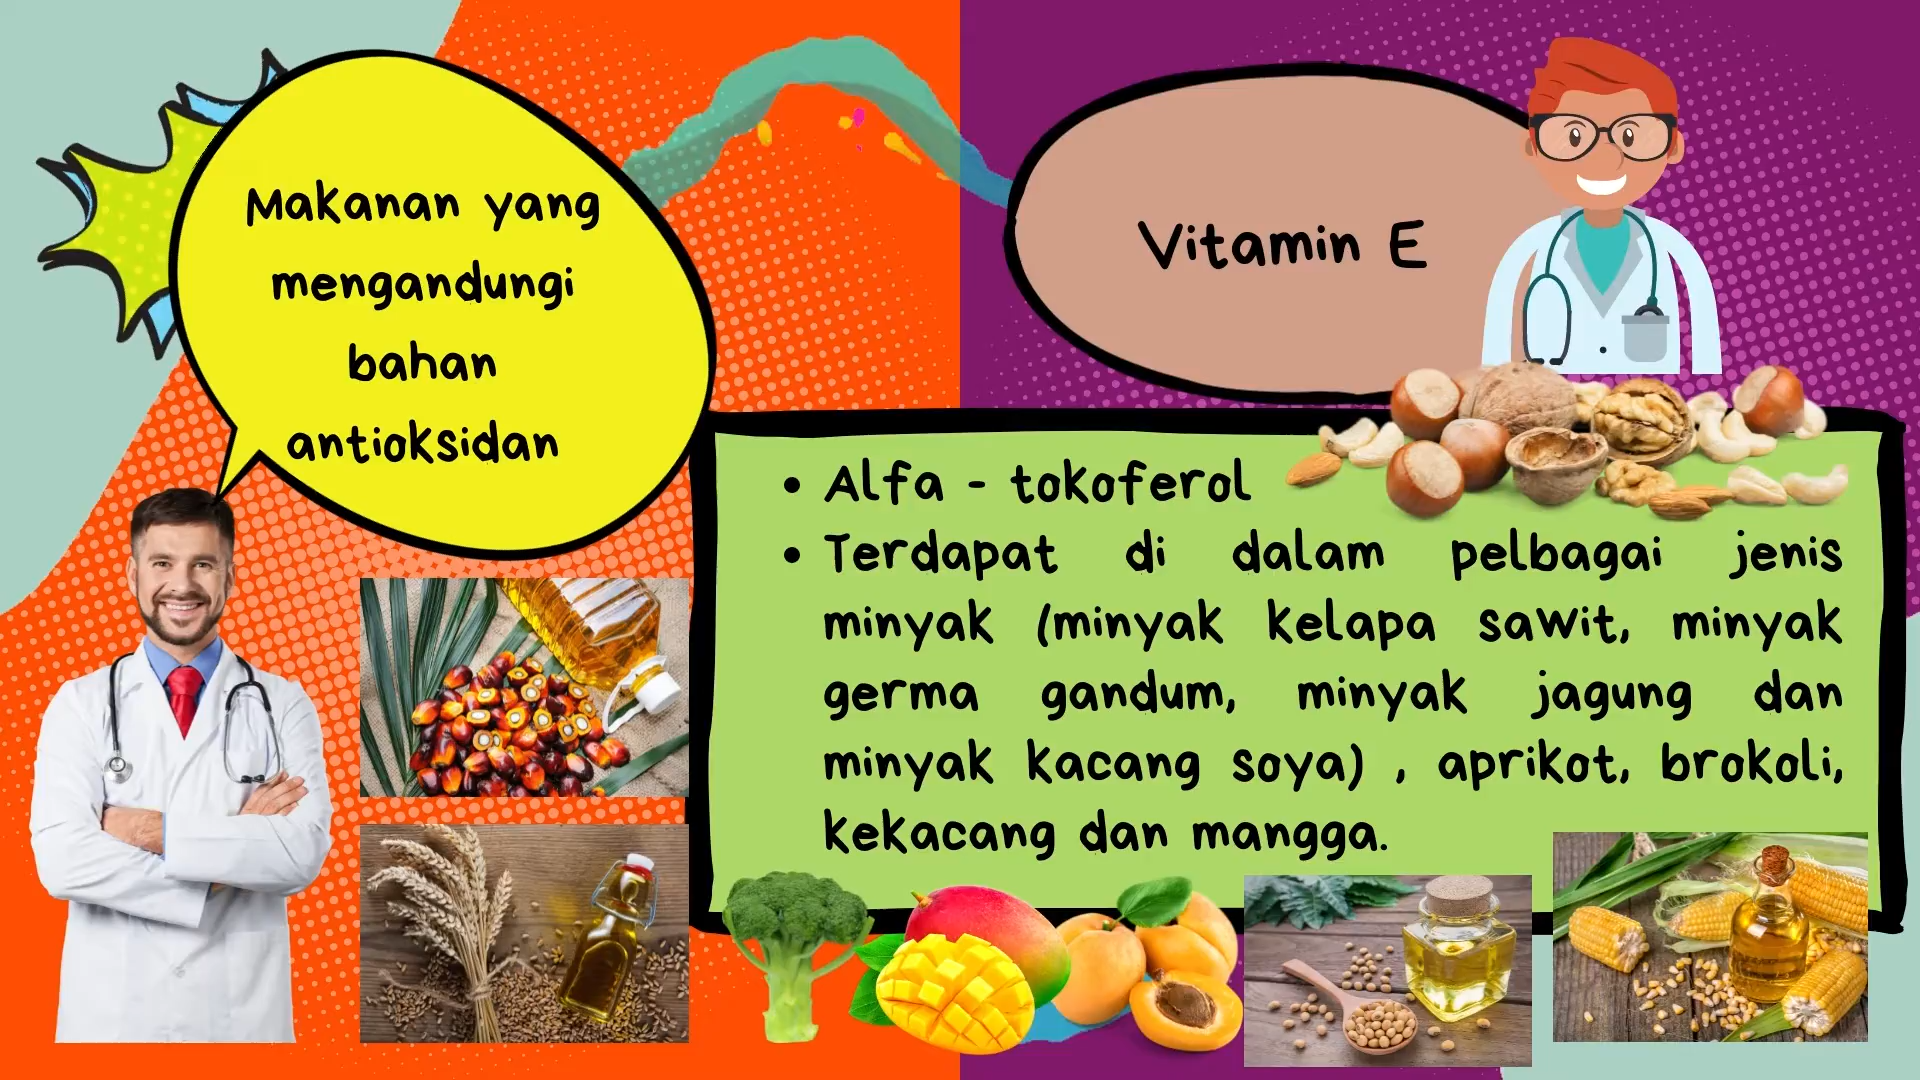 Makanan yang
mengandungi
bahan
antioksidan
Vitamin E
• Alfa - tokoferol
• Terdapat di dalam pelbagai jenis
minyak (minyak kelapa sawit, minyak
germa gandum, minyak jagung dan
minyak kacang soya) , aprikot, brokoli,
kekacang dan mangga.